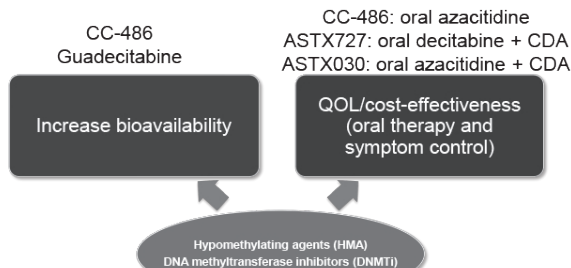 CC-486
Guadecitabine
CC-486: oral azacitidine
ASTX727: oral decitabine + CDA
ASTX030: oral azacitidine + CDA
Increase bioavailability
QOL/cost-effectiveness
(oral therapy and
symptom control)
Hypomethylating agents (HMA)
DNA methyltransferase inhibitors (DNMTi)